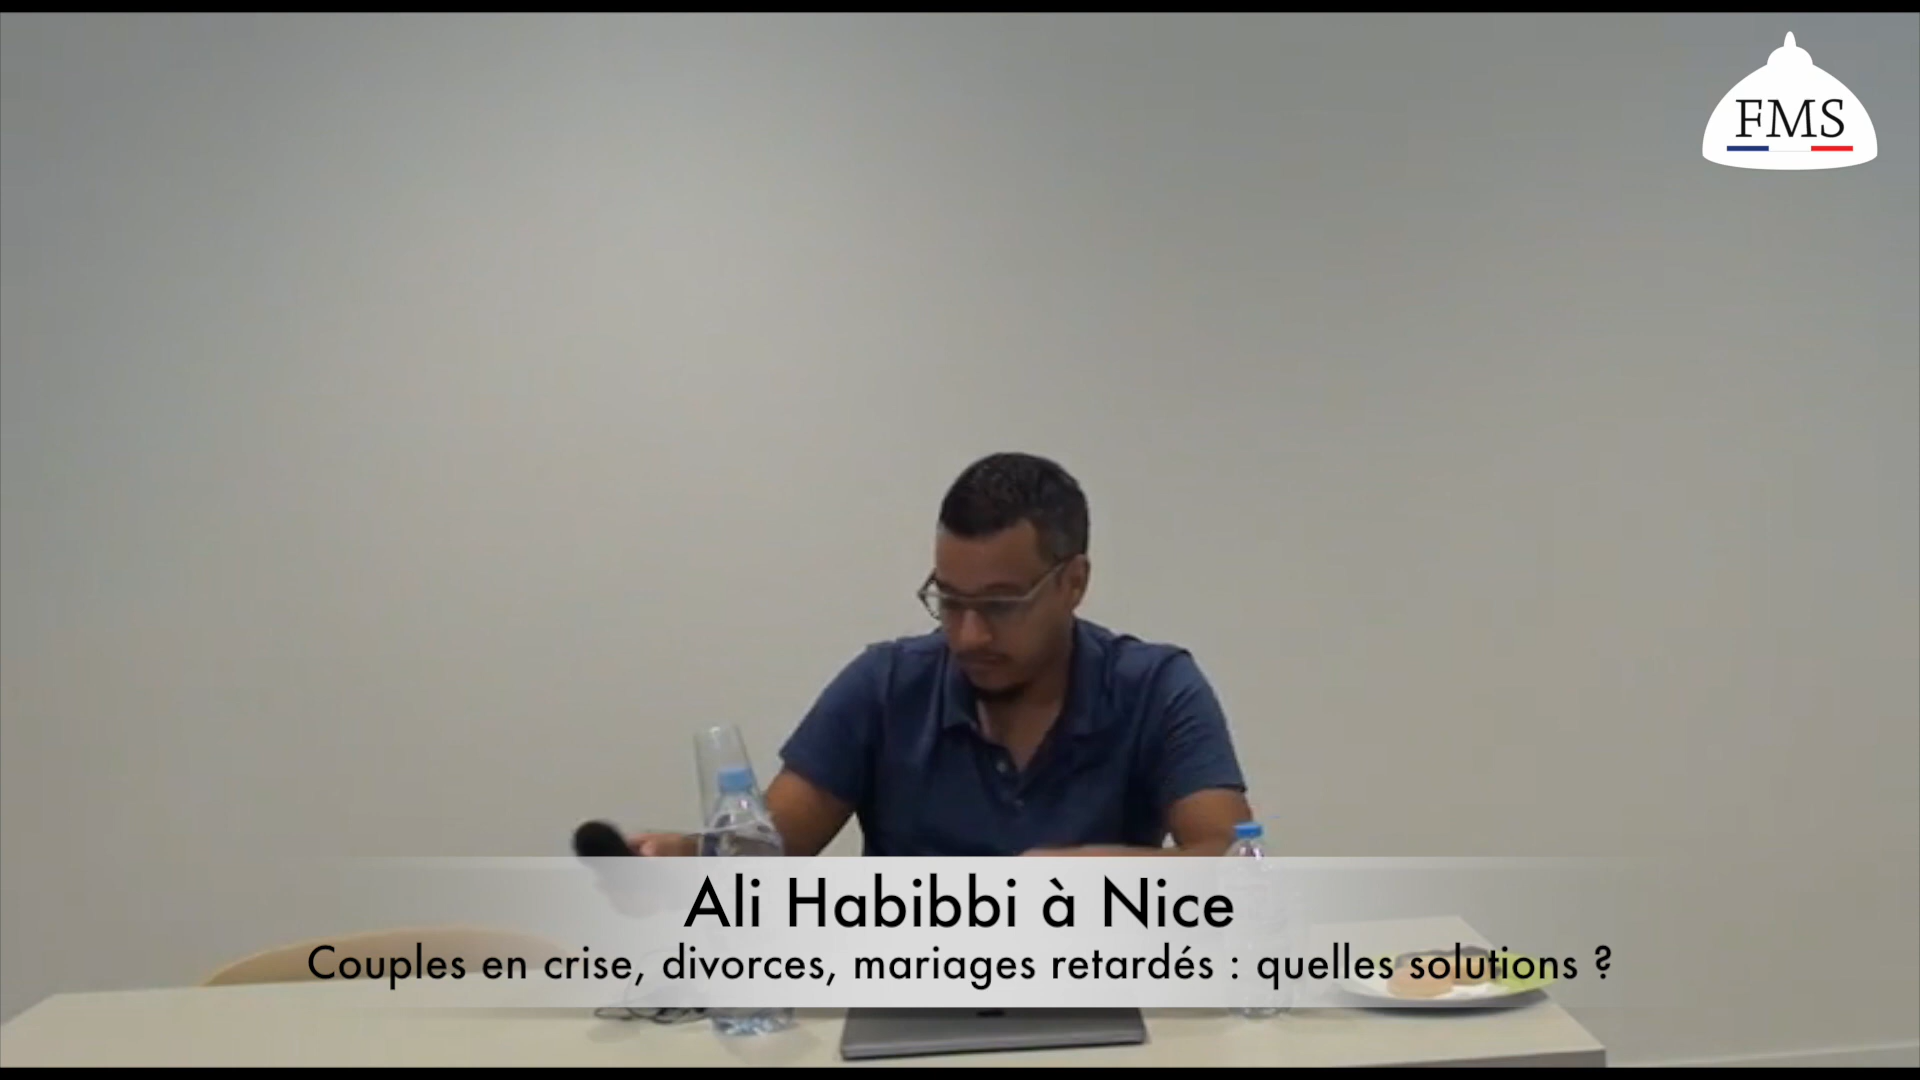 FMS
Ali Habibbi à Nice
Couples en crise, divorces, mariages retardés : quelles solutions ?